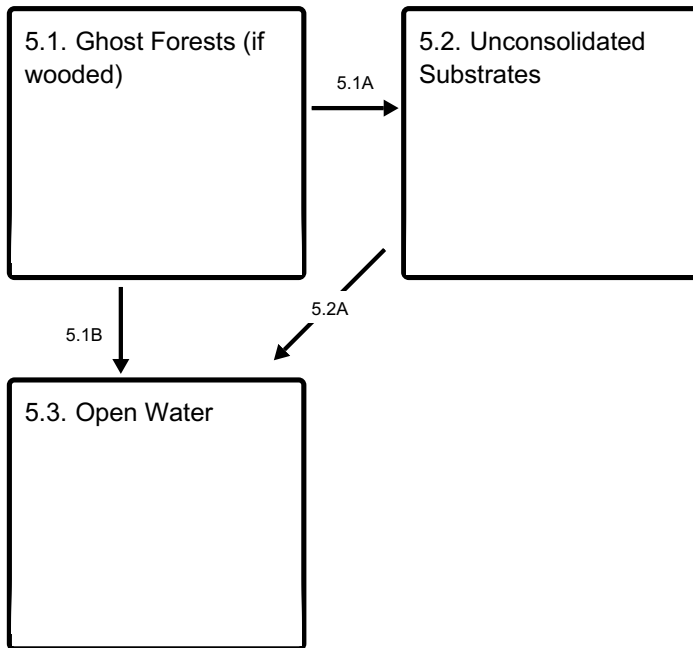 5.1. Ghost Forests (if
wooded)
5.1A
5.2. Unconsolidated
Substrates
5.1B
5.2A
5.3. Open Water